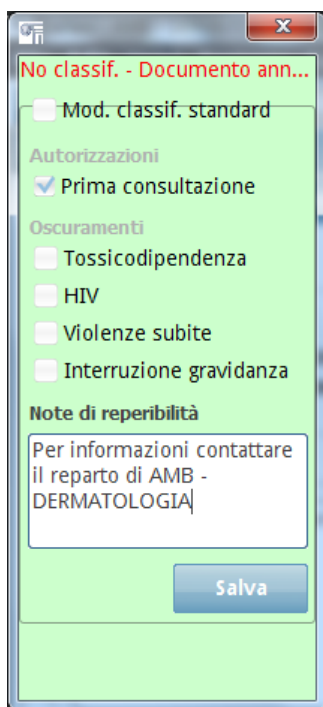 No classif. - Documento ann...
Mod. classif. standard
Autorizzazioni
Prima consultazione
Oscuramenti
Tossicodipendenza
HIV
Violenze subite
Interruzione gravidanza
Note di reperibilità
Per informazioni contattare
il reparto di AMB -
DERMATOLOGIA
Salva